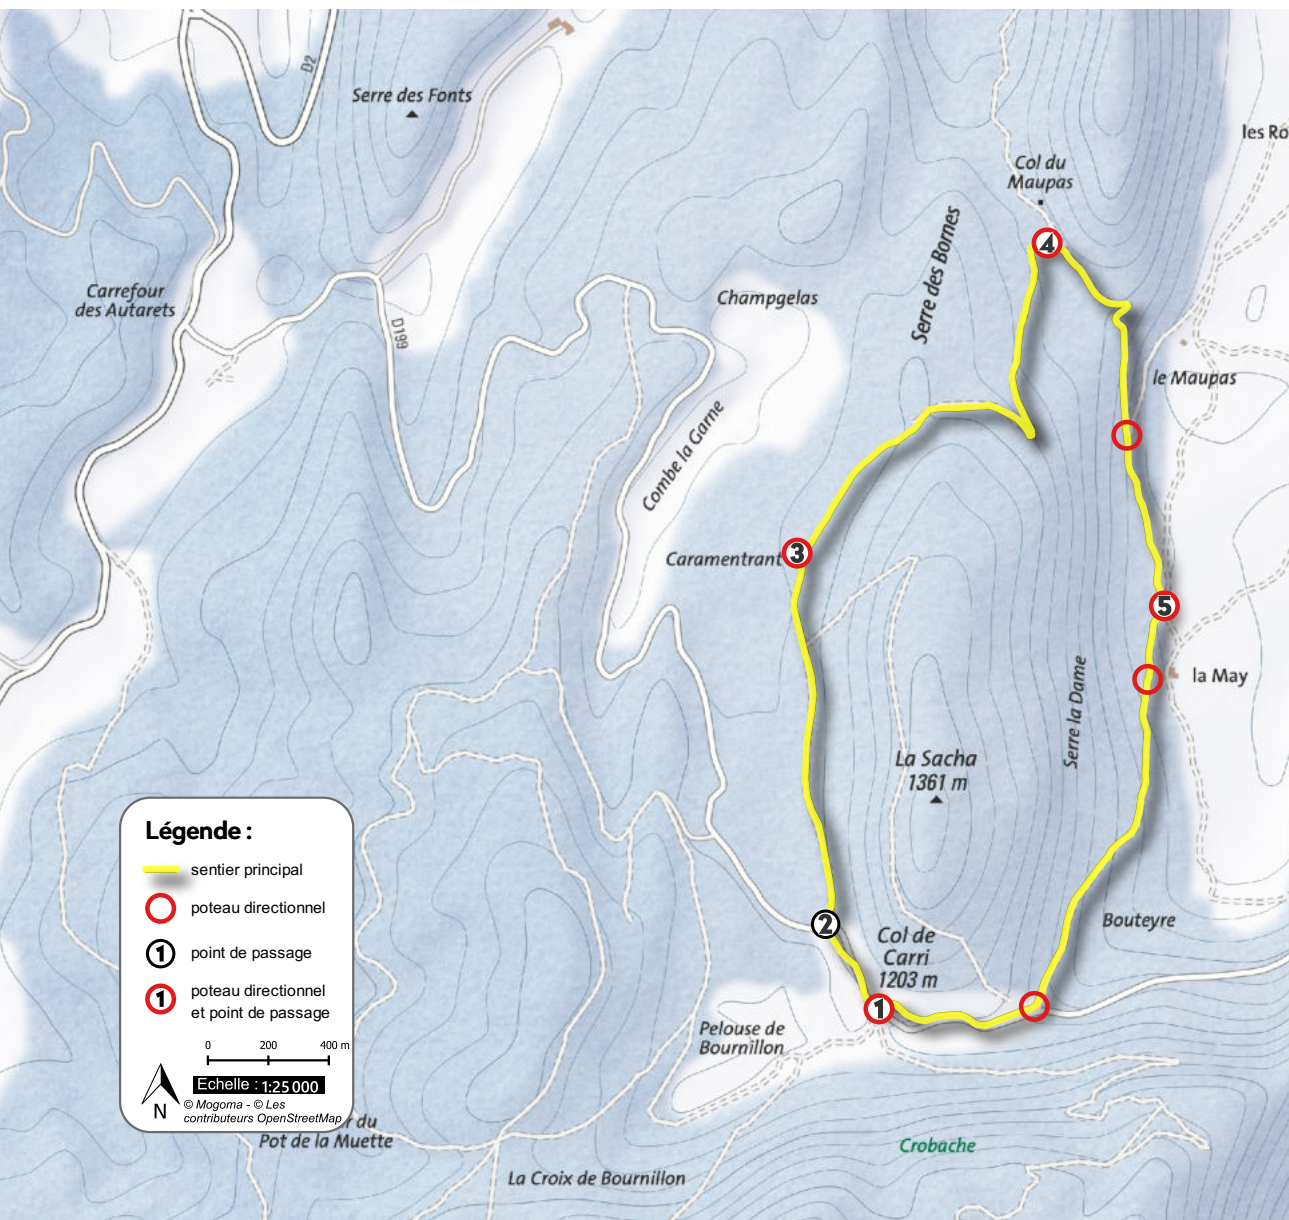 D2
Serre des Fonts
les Ro
Col du
Maupas
4
Serre des Bornes
Carrefour
des Autarets
Champgelas
D199
le Maupas
Combe la Garne
Caramentrant
3
5
la May
Serre la Dame
La Sacha
1361 m
2
Bouteyre
Col de
Carri
1203 m
1
Pelouse de
Bournillon
Légende :
sentier principal
poteau directionnel
1
point de passage
1
poteau directionnel
et point de passage
0 200 400 m
Echelle : 1:25 000
N
© Mogoma - © Les
contributeurs OpenStreetMap
r du
Pot de la Muette
Crobache
La Croix de Bournillon